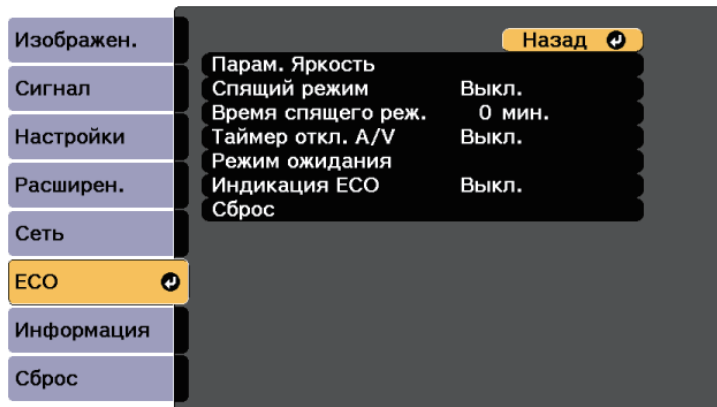 Изображен.
Сигнал
Настройки
Расширен.
Сеть
ECO
Информация
Сброс
Назад
Парам. Яркость
Спящий режим Выкл.
Время спящего реж. 0 мин.
Таймер откл. A/V Выкл.
Режим ожидания
Индикация ECO Выкл.
Сброс